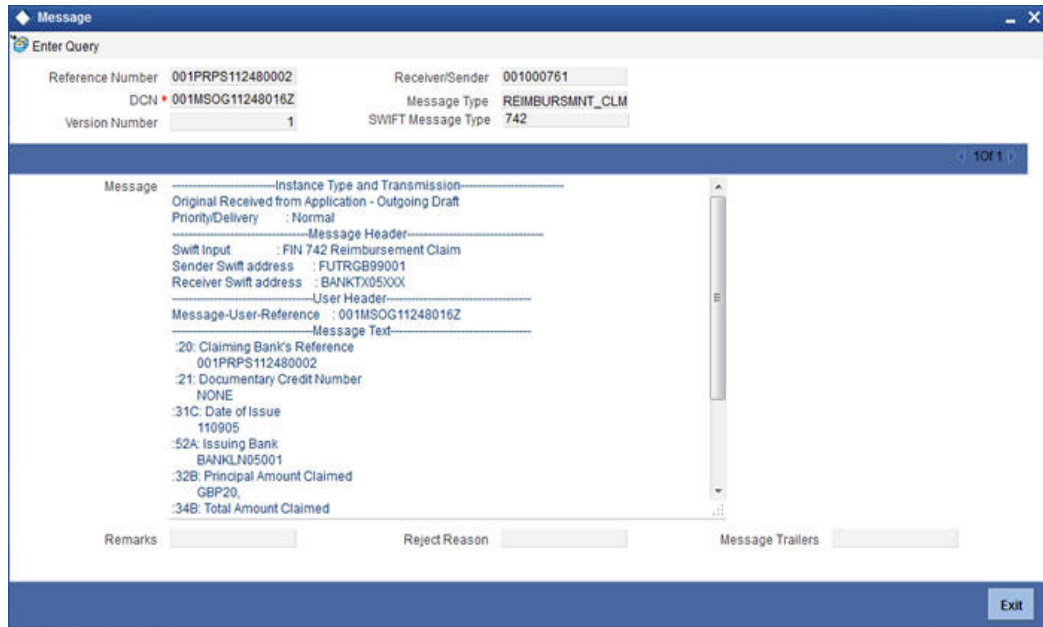 Message
Enter Query
Reference Number 001PRPS112480002 Receiver/Sender 001000761
DCN * 001MSOG11248016Z Message Type REIMBURSMNT_CLM
Version Number 1 SWIFT Message Type 742
1Of 1
Message -------------------------Instance Type and Transmission-------------------------
Original Received from Application - Outgoing Draft
Priority/Delivery : Normal
---------------------------------Message Header---------------------------------
Swift Input : FIN 742 Reimbursement Claim
Sender Swift address : FUTRGB99001
Receiver Swift address : BANKTX05XXX
----------------------------------User Header----------------------------------
Message-User-Reference : 001MSOG11248016Z
----------------------------------Message Text----------------------------------
:20: Claiming Bank's Reference
001PRPS112480002
:21: Documentary Credit Number
NONE
:31C: Date of Issue
110905
:52A: Issuing Bank
BANKLN05001
:32B: Principal Amount Claimed
GBP20,
:34B: Total Amount Claimed
Remarks Reject Reason Message Trailers
Exit